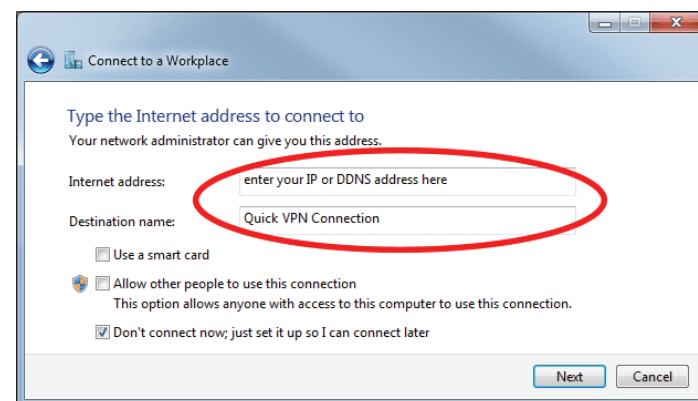 Connect to a Workplace
Type the Internet address to connect to
Your network administrator can give you this address.
Internet address:
enter your IP or DDNS address here
Destination name:
Quick VPN Connection
Use a smart card
Allow other people to use this connection
This option allows anyone with access to this computer to use this connection.
Don't connect now; just set it up so I can connect later
Next
Cancel